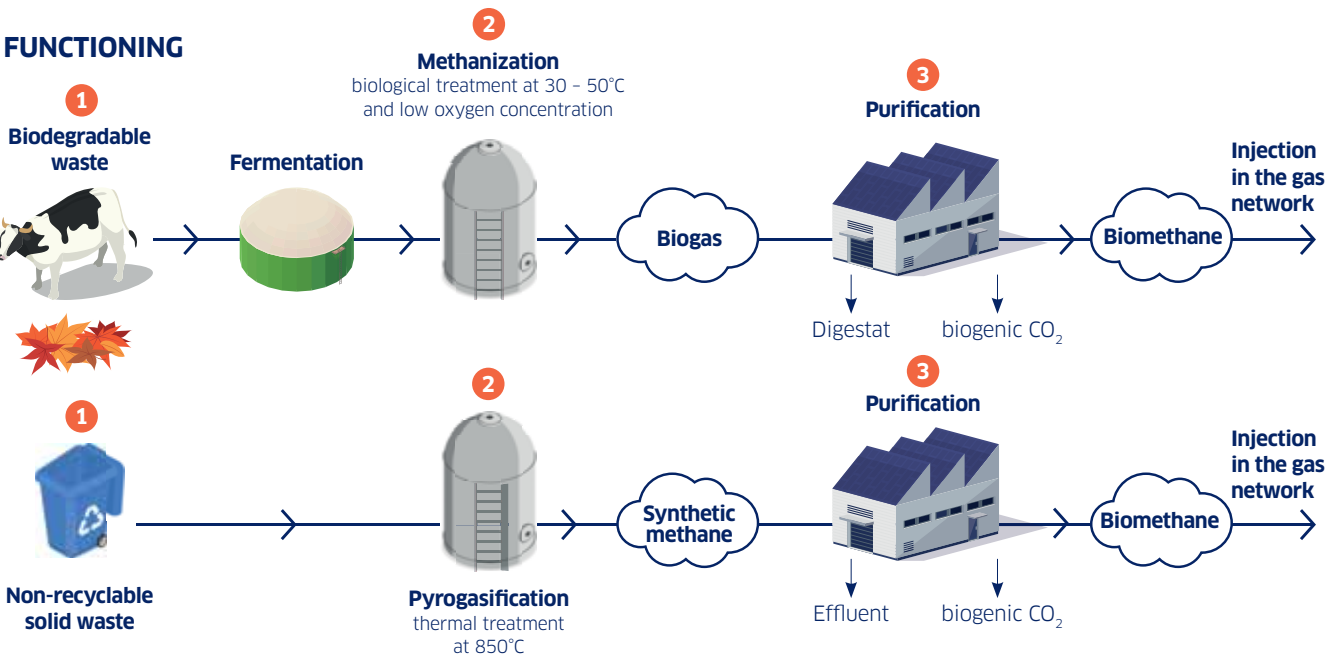 FUNCTIONING
1
Biodegradable
waste
Fermentation
2
Methanization
biological treatment at 30 – 50°C
and low oxygen concentration
Biogas
3
Purification
Digestat
biogenic CO₂
Biomethane
Injection
in the gas
network
1
Non-recyclable
solid waste
2
Pyrogasification
thermal treatment
at 850°C
Synthetic
methane
3
Purification
Effluent
biogenic CO₂
Biomethane
Injection
in the gas
network